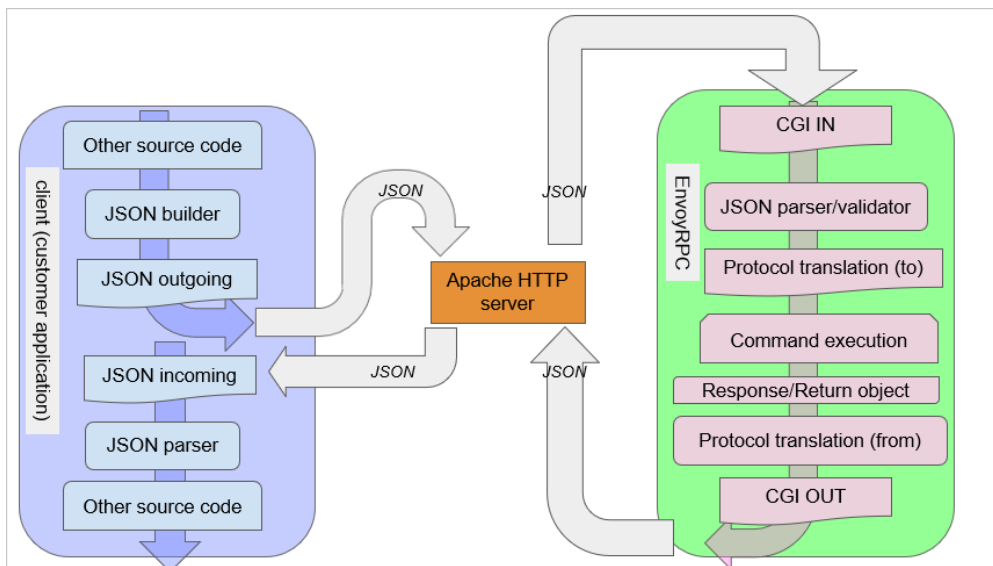 client (customer application)
Other source code
JSON builder
JSON outgoing
JSON incoming
JSON parser
Other source code
JSON
JSON
Apache HTTP
server
JSON
JSON
EnvoyRPC
CGI IN
JSON parser/validator
Protocol translation (to)
Command execution
Response/Return object
Protocol translation (from)
CGI OUT